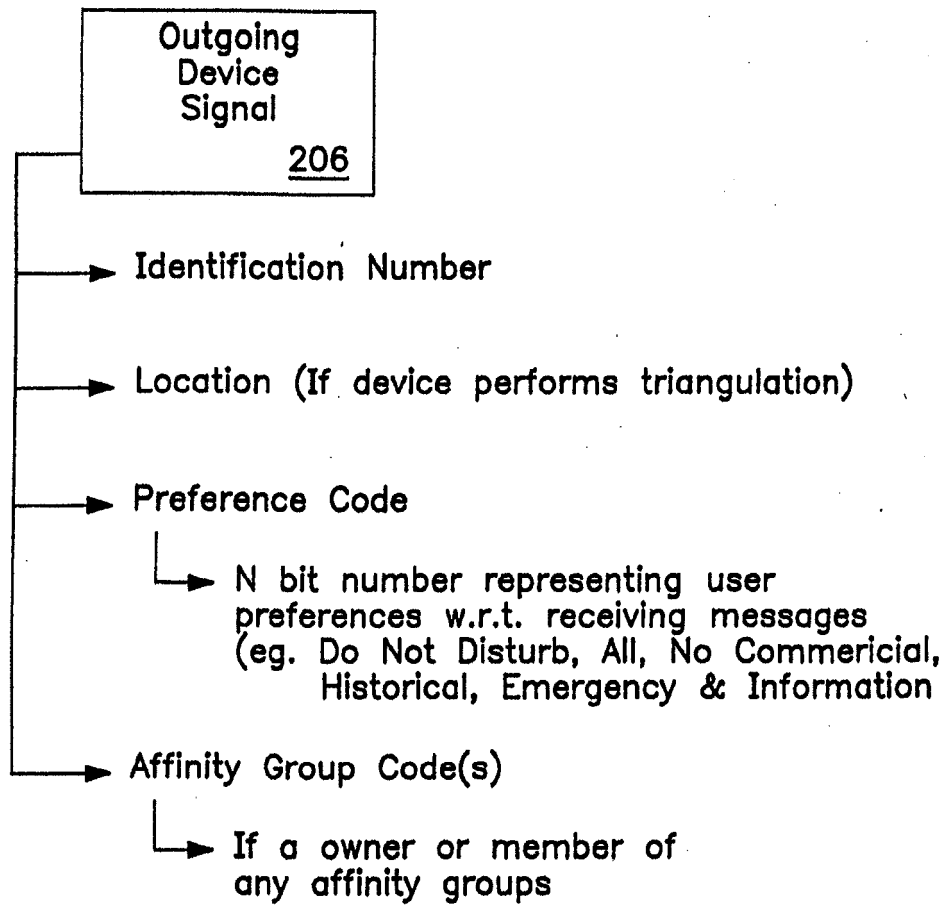 Outgoing
Device
Signal
206
Identification Number
Location (If device performs triangulation)
Preference Code
N bit number representing user
preferences w.r.t. receiving messages
(eg. Do Not Disturb, All, No Commericial,
Historical, Emergency & Information
Affinity Group Code(s)
If a owner or member of
any affinity groups